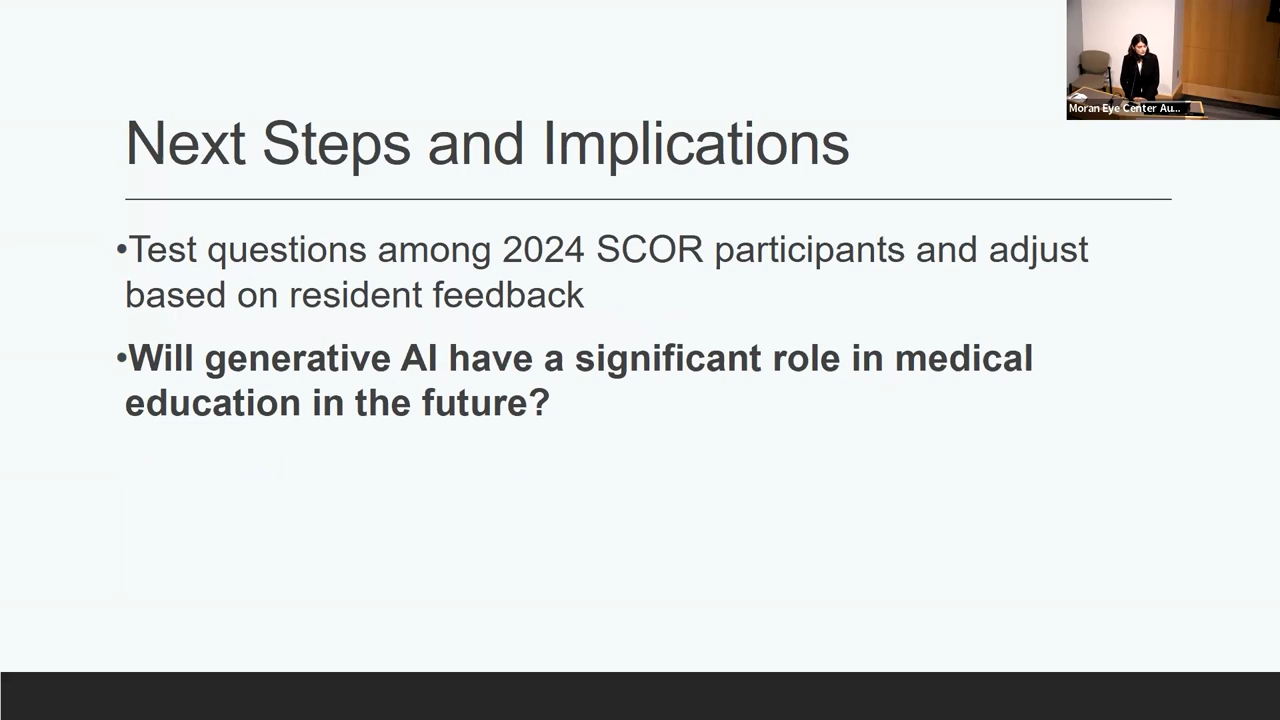 Moran Eye Center Au...
Next Steps and Implications
•Test questions among 2024 SCOR participants and adjust
based on resident feedback
•Will generative AI have a significant role in medical
education in the future?